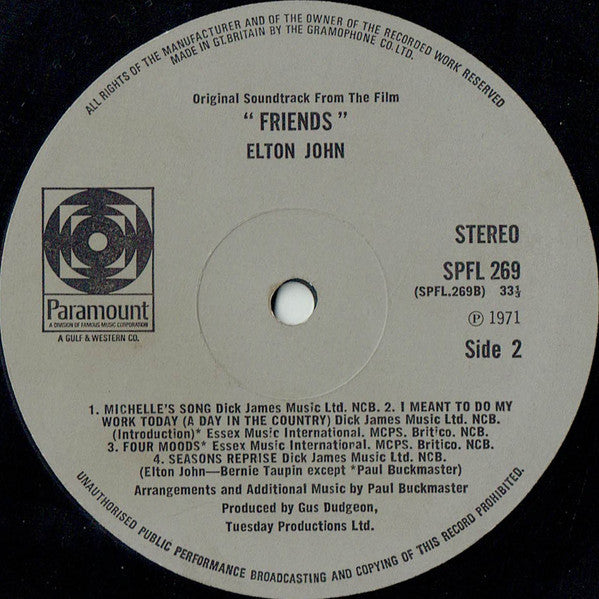 ALL RIGHTS OF THE MANUFACTURER AND OF THE OWNER OF THE RECORDED WORK RESERVED
MADE IN GT.BRITAIN BY THE GRAMOPHONE CO.LTD.
Original Soundtrack From The Film
“ FRIENDS ”
ELTON JOHN
Paramount
A DIVISION OF FAMOUS MUSIC CORPORATION
A GULF & WESTERN CO.
STEREO
SPFL 269
(SPFL.269B) 33⅓
℗ 1971
Side 2
1. MICHELLE'S SONG Dick James Music Ltd. NCB. 2. I MEANT TO DO MY
WORK TODAY (A DAY IN THE COUNTRY) Dick James Music Ltd. NCB.
(Introduction)* Essex Music International. MCPS. Britico. NCB.
3. FOUR MOODS* Essex Music International. MCPS. Britico. NCB.
4. SEASONS REPRISE Dick James Music Ltd. NCB.
(Elton John—Bernie Taupin except *Paul Buckmaster)
Arrangements and Additional Music by Paul Buckmaster
Produced by Gus Dudgeon,
Tuesday Productions Ltd.
UNAUTHORISED PUBLIC PERFORMANCE BROADCASTING AND COPYING OF THIS RECORD PROHIBITED.